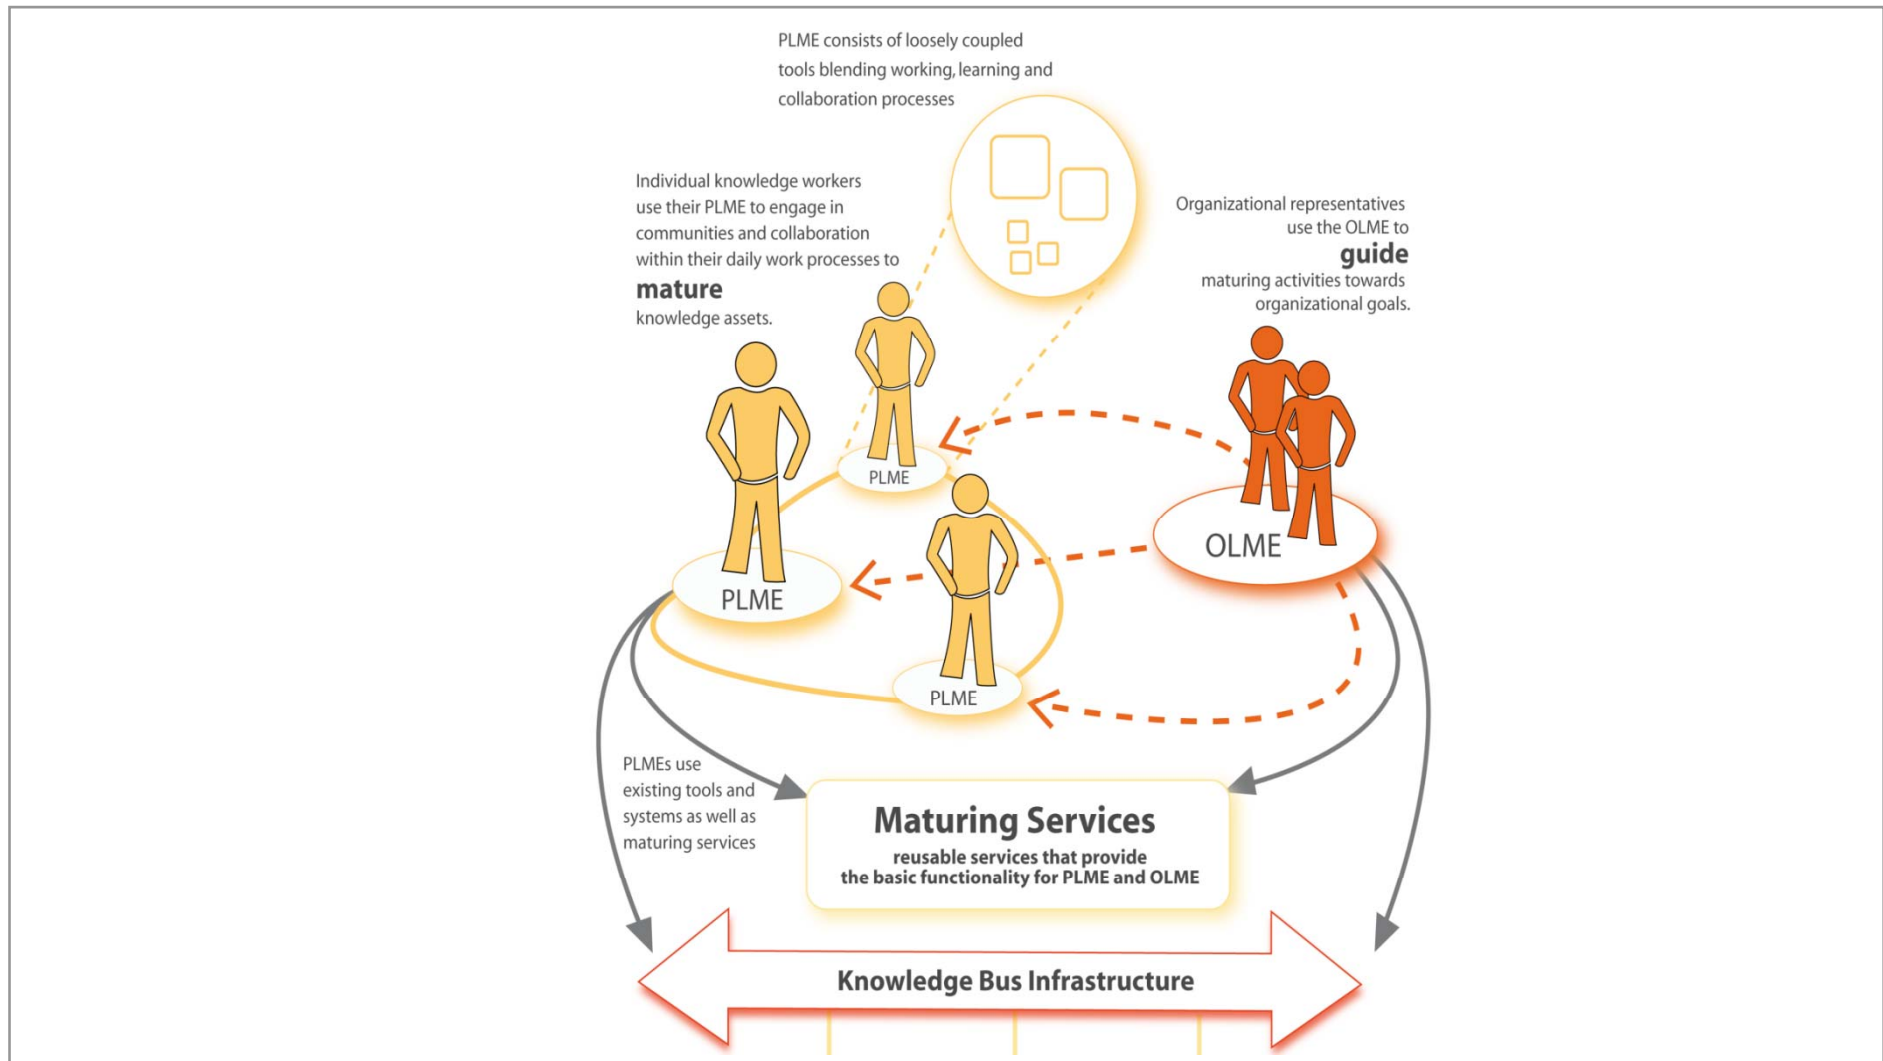 PLME consists of loosely coupled
tools blending working, learning and
collaboration processes
Individual knowledge workers
use their PLME to engage in
communities and collaboration
within their daily work processes to
mature
knowledge assets.
Organizational representatives
use the OLME to
guide
maturing activities towards
organizational goals.
PLME
OLME
PLME
PLME
PLMEs use
existing tools and
systems as well as
maturing services
Maturing Services
reusable services that provide
the basic functionality for PLME and OLME
Knowledge Bus Infrastructure